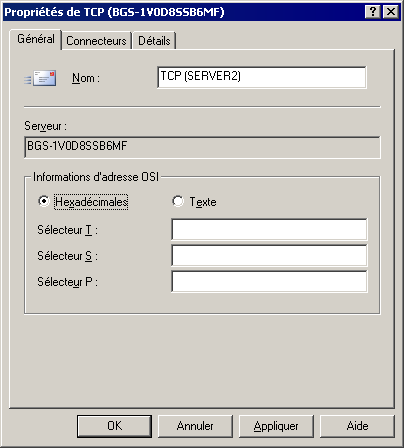 Propriétés de TCP (BGS-1V0D8SSB6MF)
Général Connecteurs Détails
Nom : TCP (SERVER2)
Serveur :
BGS-1V0D8SSB6MF
Informations d'adresse OSI
Hexadécimales Texte
Sélecteur T :
Sélecteur S :
Sélecteur P :
OK Annuler Appliquer Aide